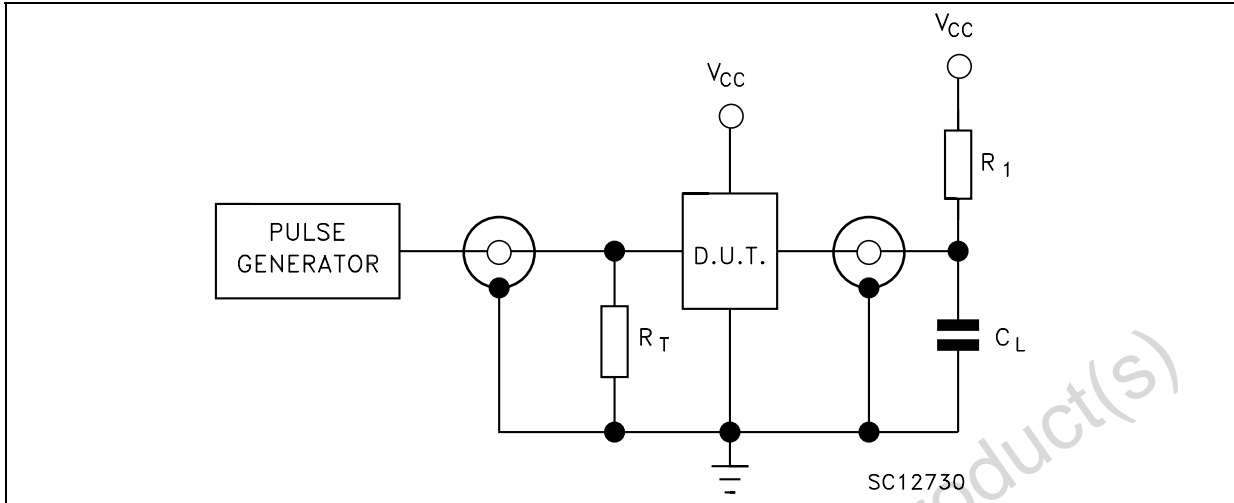 VCC
VCC
R1
PULSE
GENERATOR
D.U.T.
RT
CL
SC12730